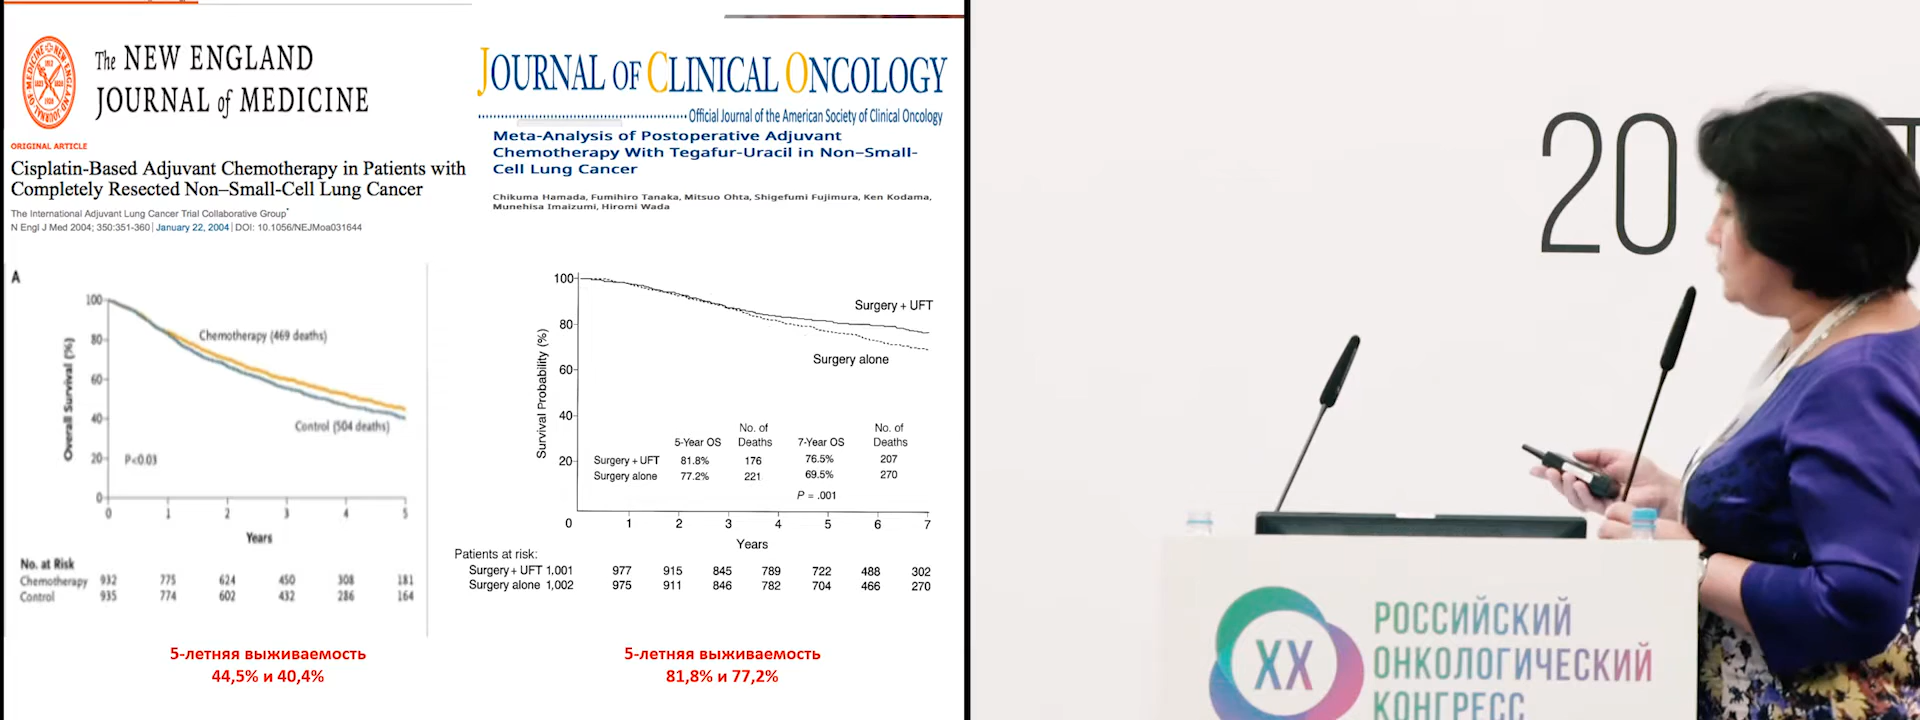 The NEW ENGLAND
JOURNAL of MEDICINE
ORIGINAL ARTICLE
Cisplatin-Based Adjuvant Chemotherapy in Patients with
Completely Resected Non–Small-Cell Lung Cancer
The International Adjuvant Lung Cancer Trial Collaborative Group*
N Engl J Med 2004; 350:351-360 | January 22, 2004 | DOI: 10.1056/NEJMoa031644
A
100
80
60
40
20
0
Overall Survival (%)
Chemotherapy (469 deaths)
Control (504 deaths)
P<0.03
0 1 2 3 4 5
Years
No. at Risk
Chemotherapy 932 775 624 450 308 181
Control 935 774 602 432 286 164
5-летняя выживаемость
44,5% и 40,4%
JOURNAL OF CLINICAL ONCOLOGY
Official Journal of the American Society of Clinical Oncology
Meta-Analysis of Postoperative Adjuvant
Chemotherapy With Tegafur-Uracil in Non–Small-
Cell Lung Cancer
Chikuma Hamada, Fumihiro Tanaka, Mitsuo Ohta, Shigefumi Fujimura, Ken Kodama,
Munehisa Imaizumi, Hiromi Wada
100
80
60
40
20
Survival Probability (%)
Surgery + UFT
Surgery alone
5-Year OS No. of Deaths 7-Year OS No. of Deaths
Surgery + UFT 81.8% 176 76.5% 207
Surgery alone 77.2% 221 69.5% 270
P = .001
0 1 2 3 4 5 6 7
Years
Patients at risk:
Surgery + UFT 1,001 977 915 845 789 722 488 302
Surgery alone 1,002 975 911 846 782 704 466 270
5-летняя выживаемость
81,8% и 77,2%
20
XX
РОССИЙСКИЙ
ОНКОЛОГИЧЕСКИЙ
КОНГРЕСС